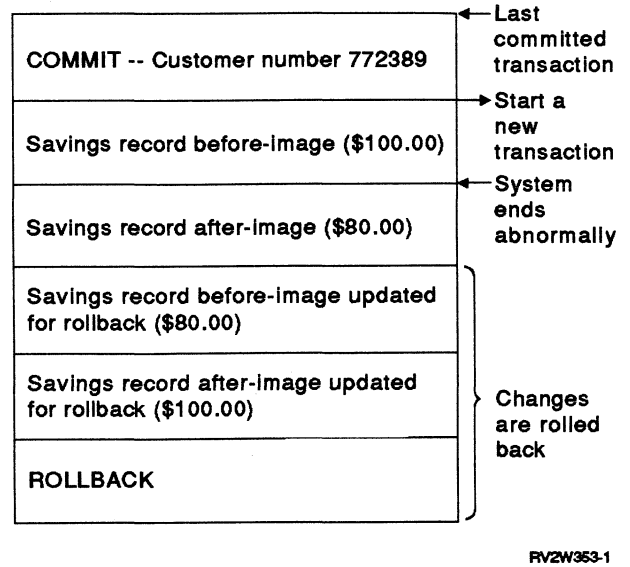 Last
committed
transaction
COMMIT -- Customer number 772389
Start a
new
transaction
Savings record before-image ($100.00)
System
ends
abnormally
Savings record after-image ($80.00)
Savings record before-image updated
for rollback ($80.00)
Savings record after-image updated
for rollback ($100.00)
Changes
are rolled
back
ROLLBACK
RV2W353-1